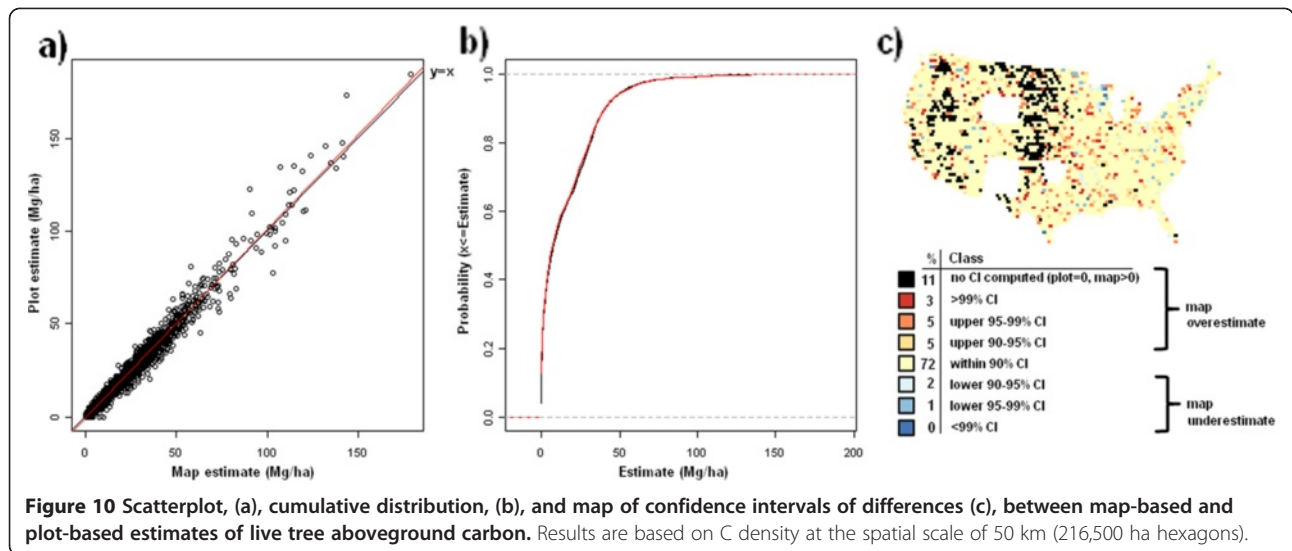 a)
y=x
Plot estimate (Mg/ha)
0 50 100 150
0 50 100 150
Map estimate (Mg/ha)
b)
Probability (x<=Estimate)
0.0 0.2 0.4 0.6 0.8 1.0
0 50 100 150 200
Estimate (Mg/ha)
c)
% Class
11 no CI computed (plot=0, map>0)
3 >99% CI
5 upper 95-99% CI
5 upper 90-95% CI
72 within 90% CI
2 lower 90-95% CI
1 lower 95-99% CI
0 <99% CI
map
overestimate
map
underestimate
Figure 10 Scatterplot, (a), cumulative distribution, (b), and map of confidence intervals of differences (c), between map-based and
plot-based estimates of live tree aboveground carbon. Results are based on C density at the spatial scale of 50 km (216,500 ha hexagons).